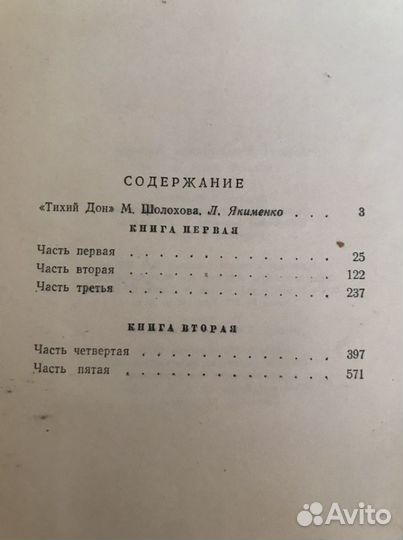 СОДЕРЖАНИЕ
«Тихий Дон» М. Шолохова, Л. Якименко . . . 3
КНИГА ПЕРВАЯ
Часть первая . . . . . . . . . . . . 25
Часть вторая . . . . . . . . . . . . 122
Часть третья . . . . . . . . . . . . 237
КНИГА ВТОРАЯ
Часть четвертая . . . . . . . . . . . 397
Часть пятая . . . . . . . . . . . . 571
Avito